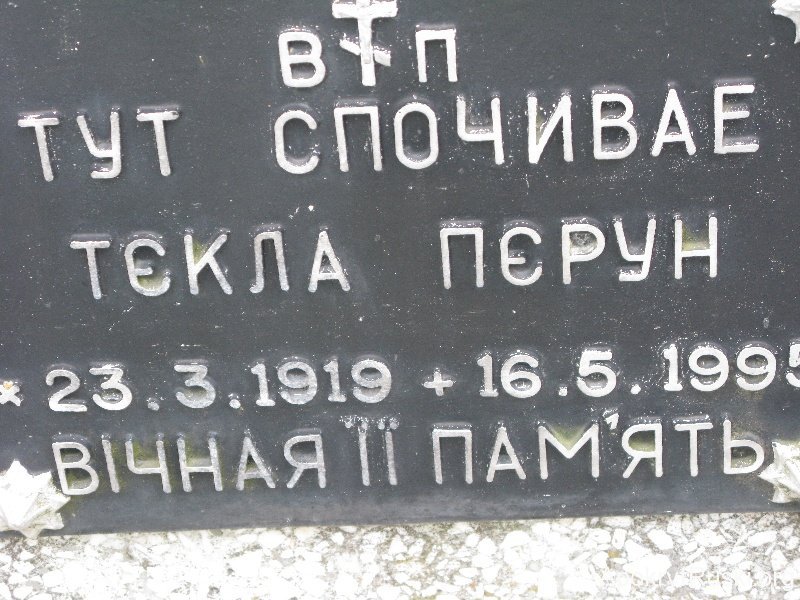 В ☦ П
ТУТ СПОЧИВАЕ
ТЄКЛА ПЄРУН
* 23.3.1919 + 16.5.1995
ВІЧНАЯ ЇЇ ПАМ'ЯТЬ